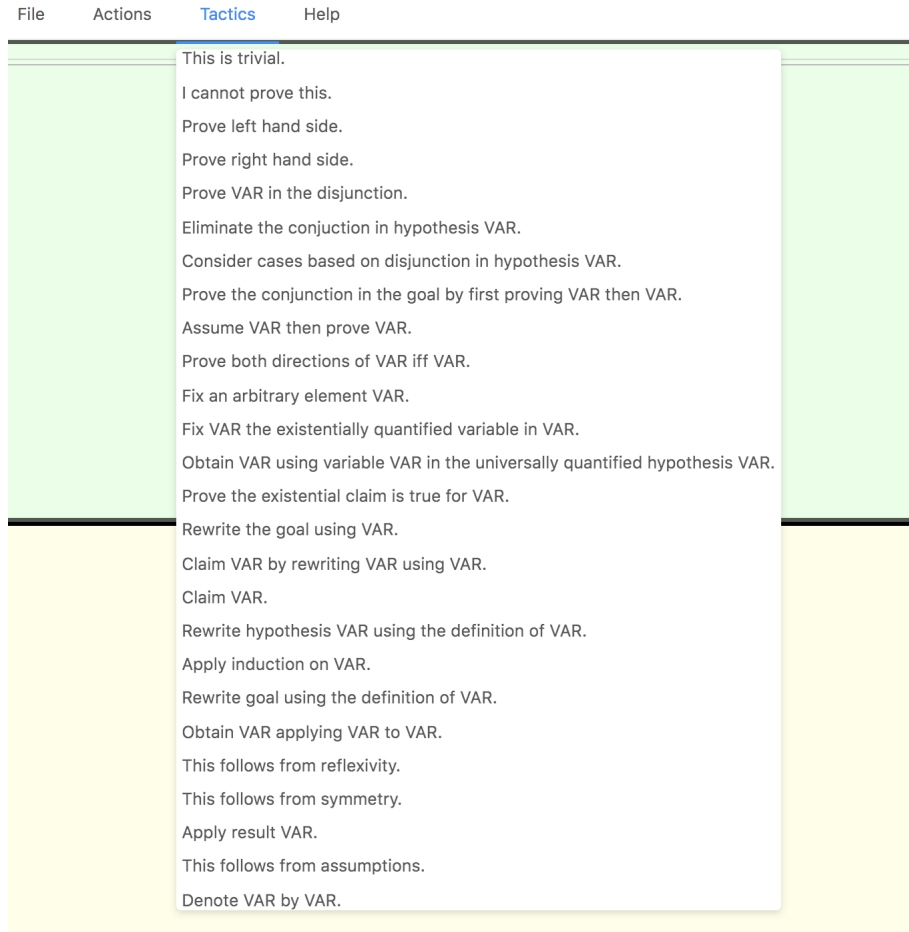 File Actions Tactics Help
This is trivial.
I cannot prove this.
Prove left hand side.
Prove right hand side.
Prove VAR in the disjunction.
Eliminate the conjuction in hypothesis VAR.
Consider cases based on disjunction in hypothesis VAR.
Prove the conjunction in the goal by first proving VAR then VAR.
Assume VAR then prove VAR.
Prove both directions of VAR iff VAR.
Fix an arbitrary element VAR.
Fix VAR the existentially quantified variable in VAR.
Obtain VAR using variable VAR in the universally quantified hypothesis VAR.
Prove the existential claim is true for VAR.
Rewrite the goal using VAR.
Claim VAR by rewriting VAR using VAR.
Claim VAR.
Rewrite hypothesis VAR using the definition of VAR.
Apply induction on VAR.
Rewrite goal using the definition of VAR.
Obtain VAR applying VAR to VAR.
This follows from reflexivity.
This follows from symmetry.
Apply result VAR.
This follows from assumptions.
Denote VAR by VAR.